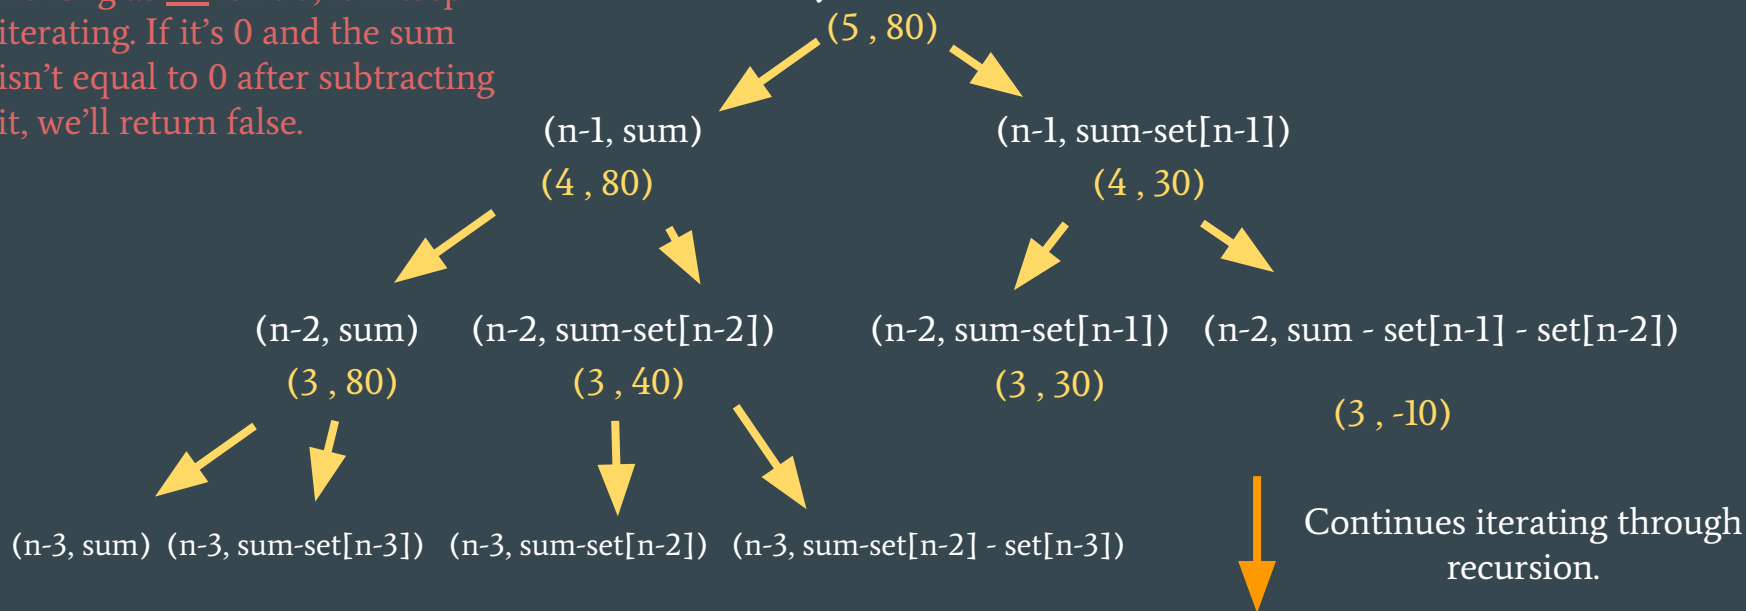 iterating. If it's 0 and the sum
isn't equal to 0 after subtracting
it, we'll return false.
(5 , 80)
(n-1, sum) (n-1, sum-set[n-1])
(4 , 80) (4 , 30)
(n-2, sum) (n-2, sum-set[n-2]) (n-2, sum-set[n-1]) (n-2, sum - set[n-1] - set[n-2])
(3 , 80) (3 , 40) (3 , 30)
(3 , -10)
(n-3, sum) (n-3, sum-set[n-3]) (n-3, sum-set[n-2]) (n-3, sum-set[n-2] - set[n-3])
Continues iterating through
recursion.